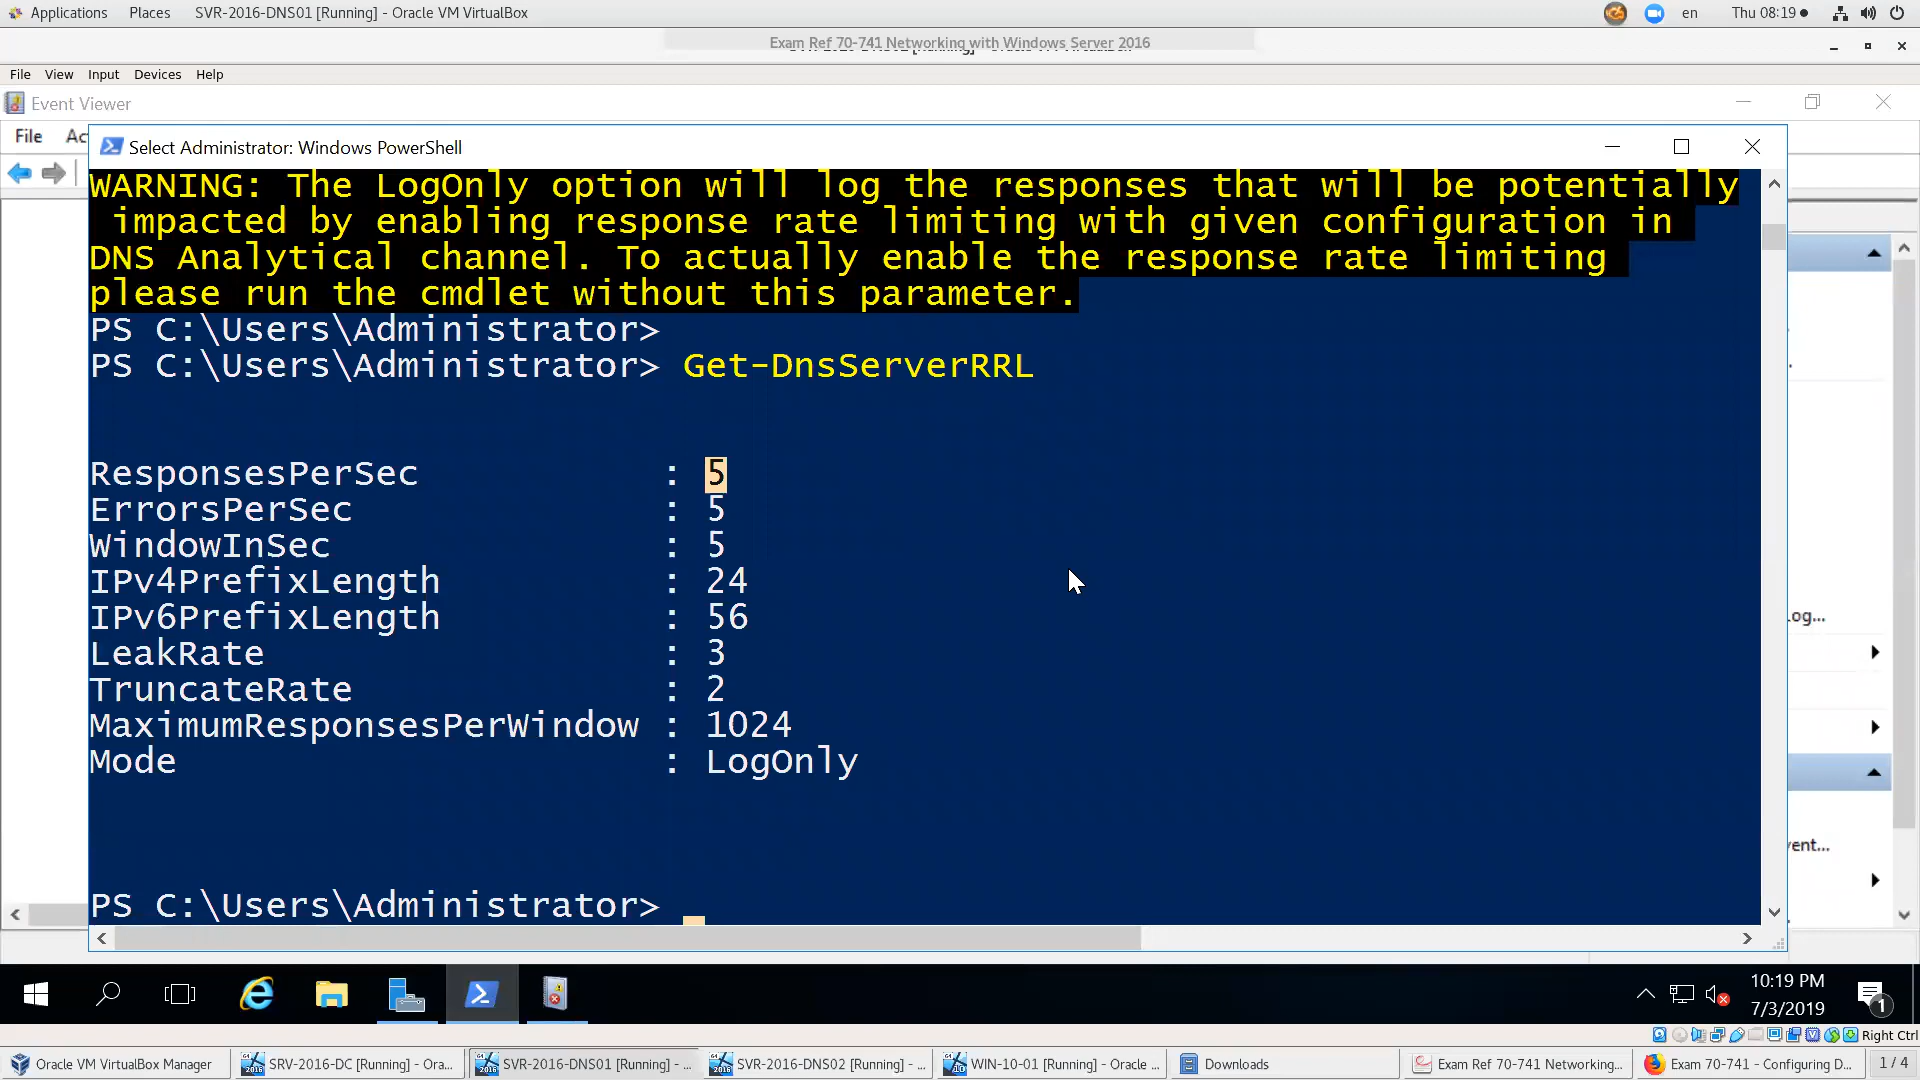 Applications Places SVR-2016-DNS01 [Running] - Oracle VM VirtualBox en Thu 08:19
Exam Ref 70-741 Networking with Windows Server 2016
File View Input Devices Help
Event Viewer
File
Select Administrator: Windows PowerShell
WARNING: The LogOnly option will log the responses that will be potentially
impacted by enabling response rate limiting with given configuration in
DNS Analytical channel. To actually enable the response rate limiting
please run the cmdlet without this parameter.
PS C:\Users\Administrator>
PS C:\Users\Administrator> Get-DnsServerRRL
ResponsesPerSec : 5
ErrorsPerSec : 5
WindowInSec : 5
IPv4PrefixLength : 24
IPv6PrefixLength : 56
LeakRate : 3
TruncateRate : 2
MaximumResponsesPerWindow : 1024
Mode : LogOnly
PS C:\Users\Administrator>
10:19 PM
7/3/2019
1
Right Ctrl
Oracle VM VirtualBox Manager SRV-2016-DC [Running] - Ora... SVR-2016-DNS01 [Running] - ... SVR-2016-DNS02 [Running] - ... WIN-10-01 [Running] - Oracle ... Downloads Exam Ref 70-741 Networking... Exam 70-741 - Configuring D... 1 / 4